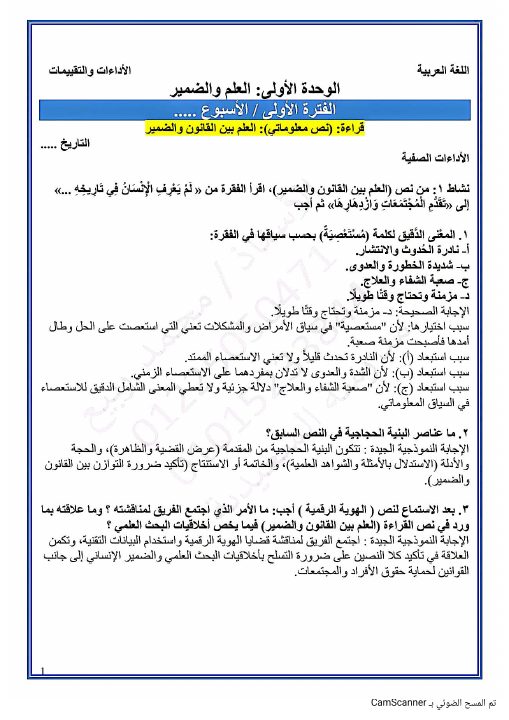 اللغة العربية
الأداءات والتقييمات
الوحدة الأولى: العلم والضمير
الفترة الأولى / الأسبوع .....
قراءة: (نص معلوماتي): العلم بين القانون والضمير
التاريخ .....
الأداءات الصفية
نشاط ١: من نص (العلم بين القانون والضمير)، اقرأ الفقرة من « لَمْ يَعْرِفِ الْإِنْسَانُ فِي تَارِيخِهِ ...»
إلى «تَقَدُّمِ الْمُجْتَمَعَاتِ وَازْدِهَارِهَا» ثم أجب
١. المعْنى الدَّقيق لكلمة (مُسْتَعْصِيَةٌ) بحسب سياقها في الفقرة:
أ- نادرة الحُدوث والانتشار.
ب- شديدة الخطورة والعدوى.
ج- صعبة الشفاء والعلاج.
د- مزمنة وتحتاج وقتًا طويلًا.
الإجابة الصحيحة: د- مزمنة وتحتاج وقتًا طويلًا.
سبب اختيارها: لأن "مستعصية" في سياق الأمراض والمشكلات تعني التي استعصت على الحل وطال
أمدها فأصبحت مزمنة صعبة.
سبب استبعاد (أ): لأن النادرة تحدث قليلاً ولا تعني الاستعصاء الممتد.
سبب استبعاد (ب): لأن الشدة والعدوى لا تدلان بمفردهما على الاستعصاء الزمني.
سبب استبعاد (ج): لأن "صعبة الشفاء والعلاج" دلالة جزئية ولا تعطي المعنى الشامل الدقيق للاستعصاء
في السياق المعلوماتي.
٢. ما عناصر البنية الحجاجية في النص السابق؟
الإجابة النموذجية الجيدة : تتكون البنية الحجاجية من المقدمة (عرض القضية والظاهرة)، والحجة
والأدلة (الاستدلال بالأمثلة والشواهد العلمية)، والخاتمة أو الاستنتاج (تأكيد ضرورة التوازن بين القانون
والضمير).
٣. بعد الاستماع لنص ( الهوية الرقمية ) أجب: ما الأمر الذي اجتمع الفريق لمناقشته ؟ وما علاقته بما
ورد في نص القراءة (العلم بين القانون والضمير) فيما يخص أخلاقيات البحث العلمي ؟
الإجابة النموذجية الجيدة : اجتمع الفريق لمناقشة قضايا الهوية الرقمية واستخدام البيانات التقنية، وتكمن
العلاقة في تأكيد كلا النصين على ضرورة التسلح بأخلاقيات البحث العلمي والضمير الإنساني إلى جانب
القوانين لحماية حقوق الأفراد والمجتمعات.
1
تم المسح الضوئي بـ CamScanner